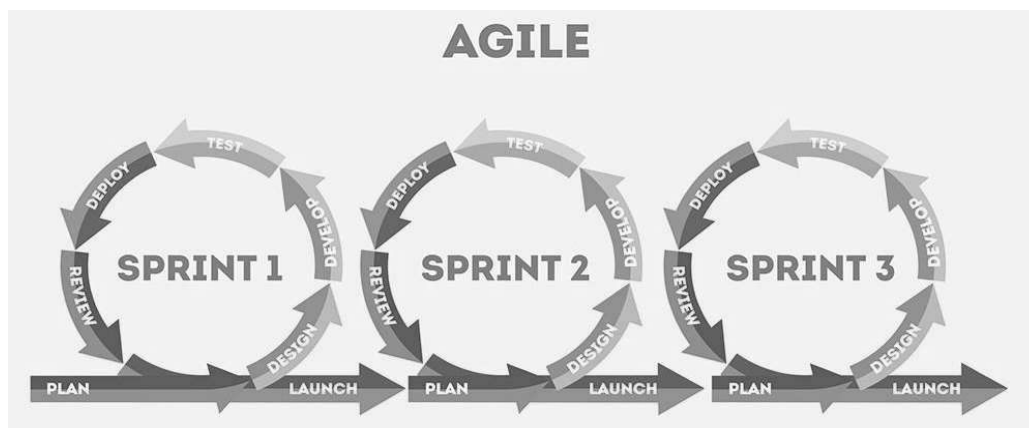 AGILE
TEST
TEST
TEST
DEPLOY
DEVELOP
DEPLOY
DEVELOP
DEPLOY
DEVELOP
SPRINT 1
SPRINT 2
SPRINT 3
REVIEW
DESIGN
REVIEW
DESIGN
REVIEW
DESIGN
PLAN
LAUNCH
PLAN
LAUNCH
PLAN
LAUNCH